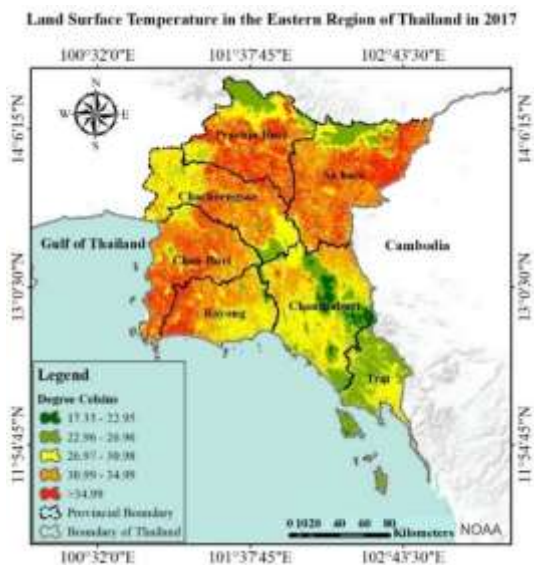 Land Surface Temperature in the Eastern Region of Thailand in 2017
100°32'0"E 101°37'45"E 102°43'30"E
N
W E
S
14°6'15"N 14°6'15"N
Prachin Buri
Sa kaeo
Chachoengsao
Gulf of Thailand
Cambodia
Chon Buri
13°0'30"N 13°0'30"N
Rayong
Chanthaburi
Trat
Legend
Degree Celsius
22.96 - 26.96
26.97 - 30.98
30.99 - 34.99
>34.99
Provincial Boundary
Boundary of Thailand
11°54'45"N 11°54'45"N
0 10 20 40 60 80
Kilometers
NOAA
100°32'0"E 101°37'45"E 102°43'30"E